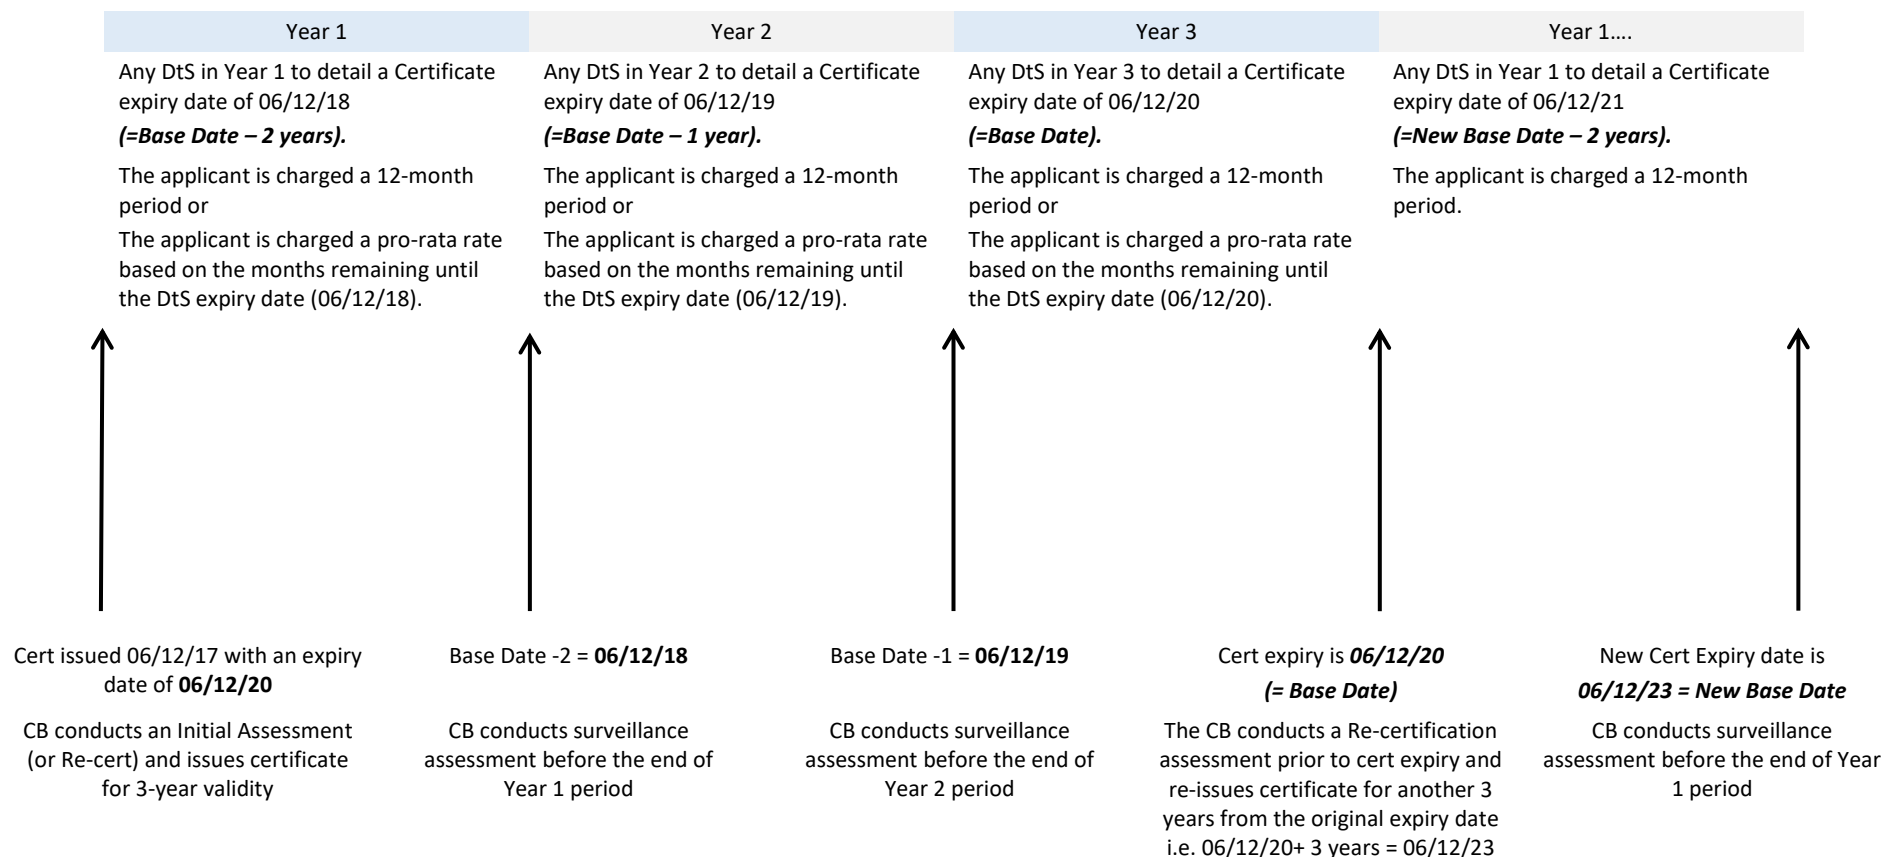 Year 1
Year 2
Year 3
Year 1....
Any DtS in Year 1 to detail a Certificate
expiry date of 06/12/18
(=Base Date – 2 years).
The applicant is charged a 12-month
period or
The applicant is charged a pro-rata rate
based on the months remaining until
the DtS expiry date (06/12/18).
Any DtS in Year 2 to detail a Certificate
expiry date of 06/12/19
(=Base Date – 1 year).
The applicant is charged a 12-month
period or
The applicant is charged a pro-rata rate
based on the months remaining until
the DtS expiry date (06/12/19).
Any DtS in Year 3 to detail a Certificate
expiry date of 06/12/20
(=Base Date).
The applicant is charged a 12-month
period or
The applicant is charged a pro-rata rate
based on the months remaining until
the DtS expiry date (06/12/20).
Any DtS in Year 1 to detail a Certificate
expiry date of 06/12/21
(=New Base Date – 2 years).
The applicant is charged a 12-month
period.
Cert issued 06/12/17 with an expiry
date of 06/12/20
CB conducts an Initial Assessment
(or Re-cert) and issues certificate
for 3-year validity
Base Date -2 = 06/12/18
CB conducts surveillance
assessment before the end of
Year 1 period
Base Date -1 = 06/12/19
CB conducts surveillance
assessment before the end of
Year 2 period
Cert expiry is 06/12/20
(= Base Date)
The CB conducts a Re-certification
assessment prior to cert expiry and
re-issues certificate for another 3
years from the original expiry date
i.e. 06/12/20+ 3 years = 06/12/23
New Cert Expiry date is
06/12/23 = New Base Date
CB conducts surveillance
assessment before the end of Year
1 period